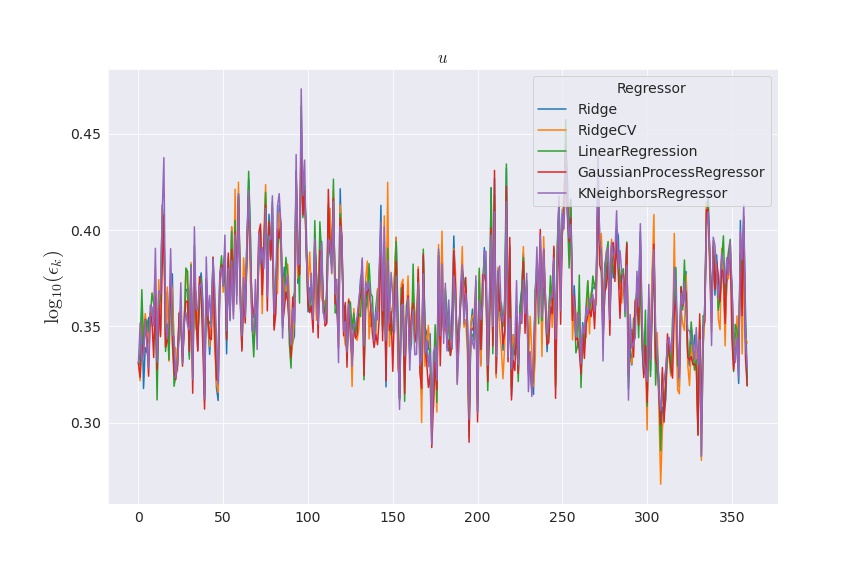 u
Regressor
Ridge
RidgeCV
LinearRegression
GaussianProcessRegressor
KNeighborsRegressor
log₁₀(ϵₖ)
0.45
0.40
0.35
0.30
0 50 100 150 200 250 300 350